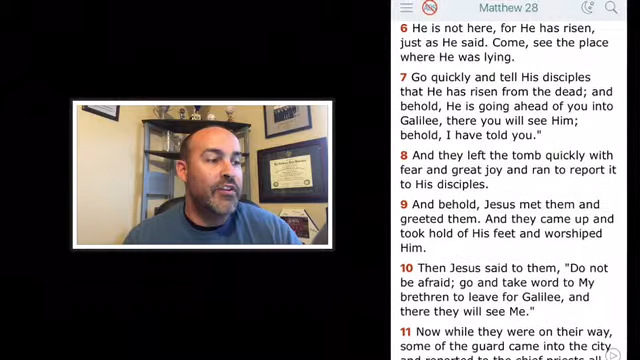 Matthew 28
6 He is not here, for He has risen,
just as He said. Come, see the place
where He was lying.
7 Go quickly and tell His disciples
that He has risen from the dead; and
behold, He is going ahead of you into
Galilee, there you will see Him;
behold, I have told you."
8 And they left the tomb quickly with
fear and great joy and ran to report it
to His disciples.
9 And behold, Jesus met them and
greeted them. And they came up and
took hold of His feet and worshiped
Him.
10 Then Jesus said to them, "Do not
be afraid; go and take word to My
brethren to leave for Galilee, and
there they will see Me."
11 Now while they were on their way,
some of the guard came into the city
and reported to the chief priests all